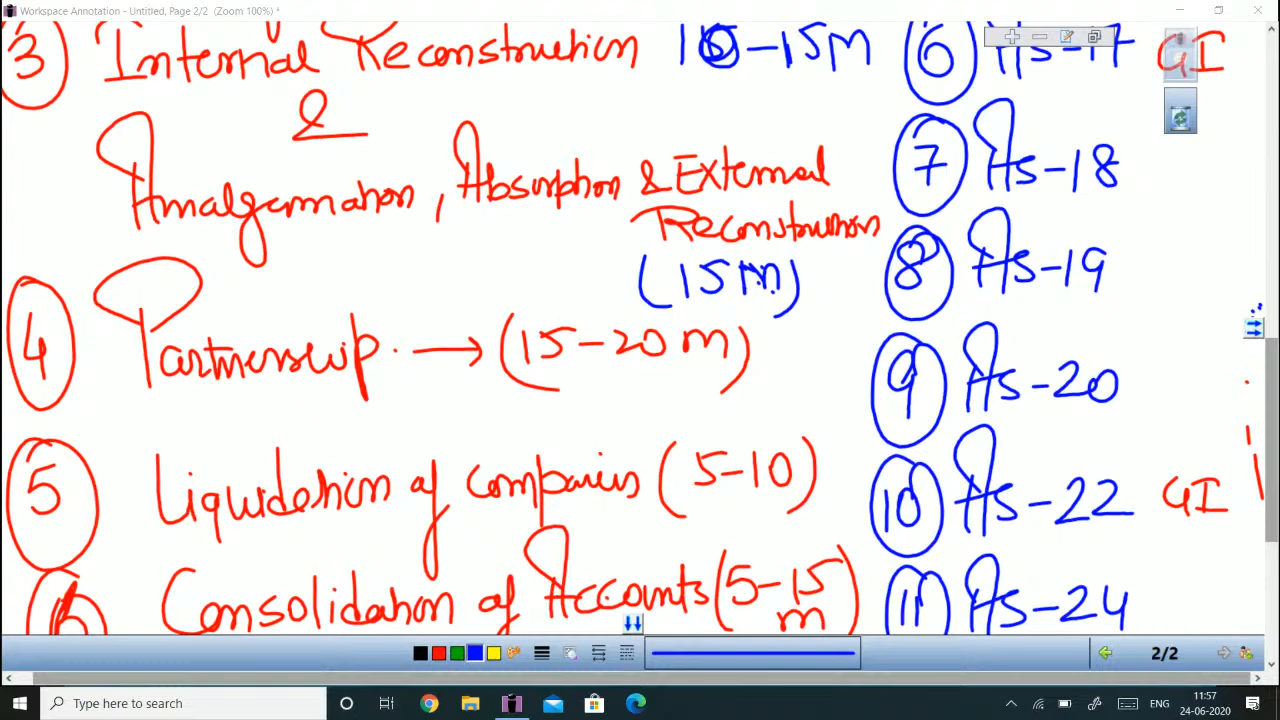 Workspace Annotation - Untitled, Page 2/2 (Zoom 100%) *
3 Internal Reconstruction 10-15M
&
Amalgamation, Absorption & External
Reconstruction
(15 M)
4 Partnership → (15-20 m)
5 Liquidation of companies (5-10)
6 Consolidation of Accounts (5-15
m)
6 As-17 GI
7 As-18
8 As-19
9 As-20
10 As-22 GI
11 As-24
2/2
Type here to search
ENG
11:57
24-06-2020